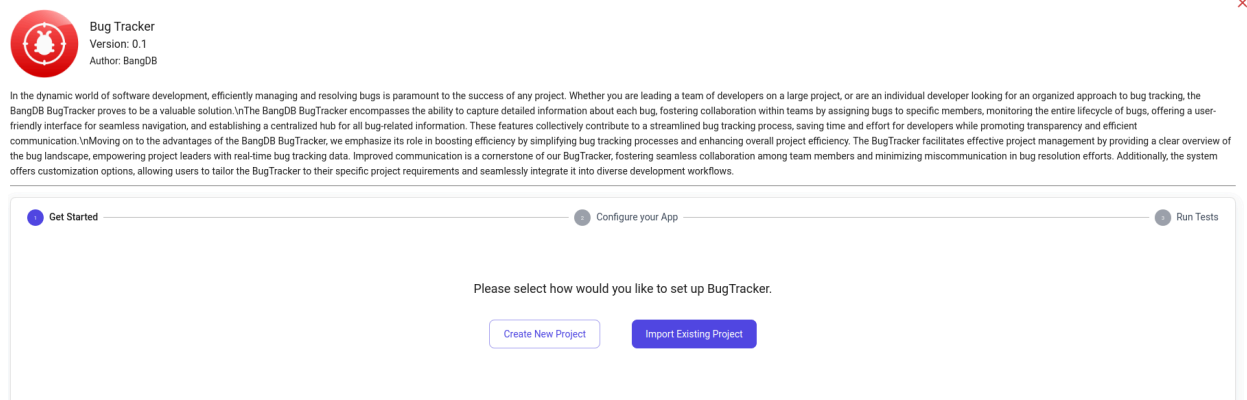 Bug Tracker
Version: 0.1
Author: BangDB
In the dynamic world of software development, efficiently managing and resolving bugs is paramount to the success of any project. Whether you are leading a team of developers on a large project, or are an individual developer looking for an organized approach to bug tracking, the
BangDB BugTracker proves to be a valuable solution.\nThe BangDB BugTracker encompasses the ability to capture detailed information about each bug, fostering collaboration within teams by assigning bugs to specific members, monitoring the entire lifecycle of bugs, offering a user-
friendly interface for seamless navigation, and establishing a centralized hub for all bug-related information. These features collectively contribute to a streamlined bug tracking process, saving time and effort for developers while promoting transparency and efficient
communication.\nMoving on to the advantages of the BangDB BugTracker, we emphasize its role in boosting efficiency by simplifying bug tracking processes and enhancing overall project efficiency. The BugTracker facilitates effective project management by providing a clear overview of
the bug landscape, empowering project leaders with real-time bug tracking data. Improved communication is a cornerstone of our BugTracker, fostering seamless collaboration among team members and minimizing miscommunication in bug resolution efforts. Additionally, the system
offers customization options, allowing users to tailor the BugTracker to their specific project requirements and seamlessly integrate it into diverse development workflows.
1 Get Started 2 Configure your App 3 Run Tests
Please select how would you like to set up BugTracker.
Create New Project Import Existing Project